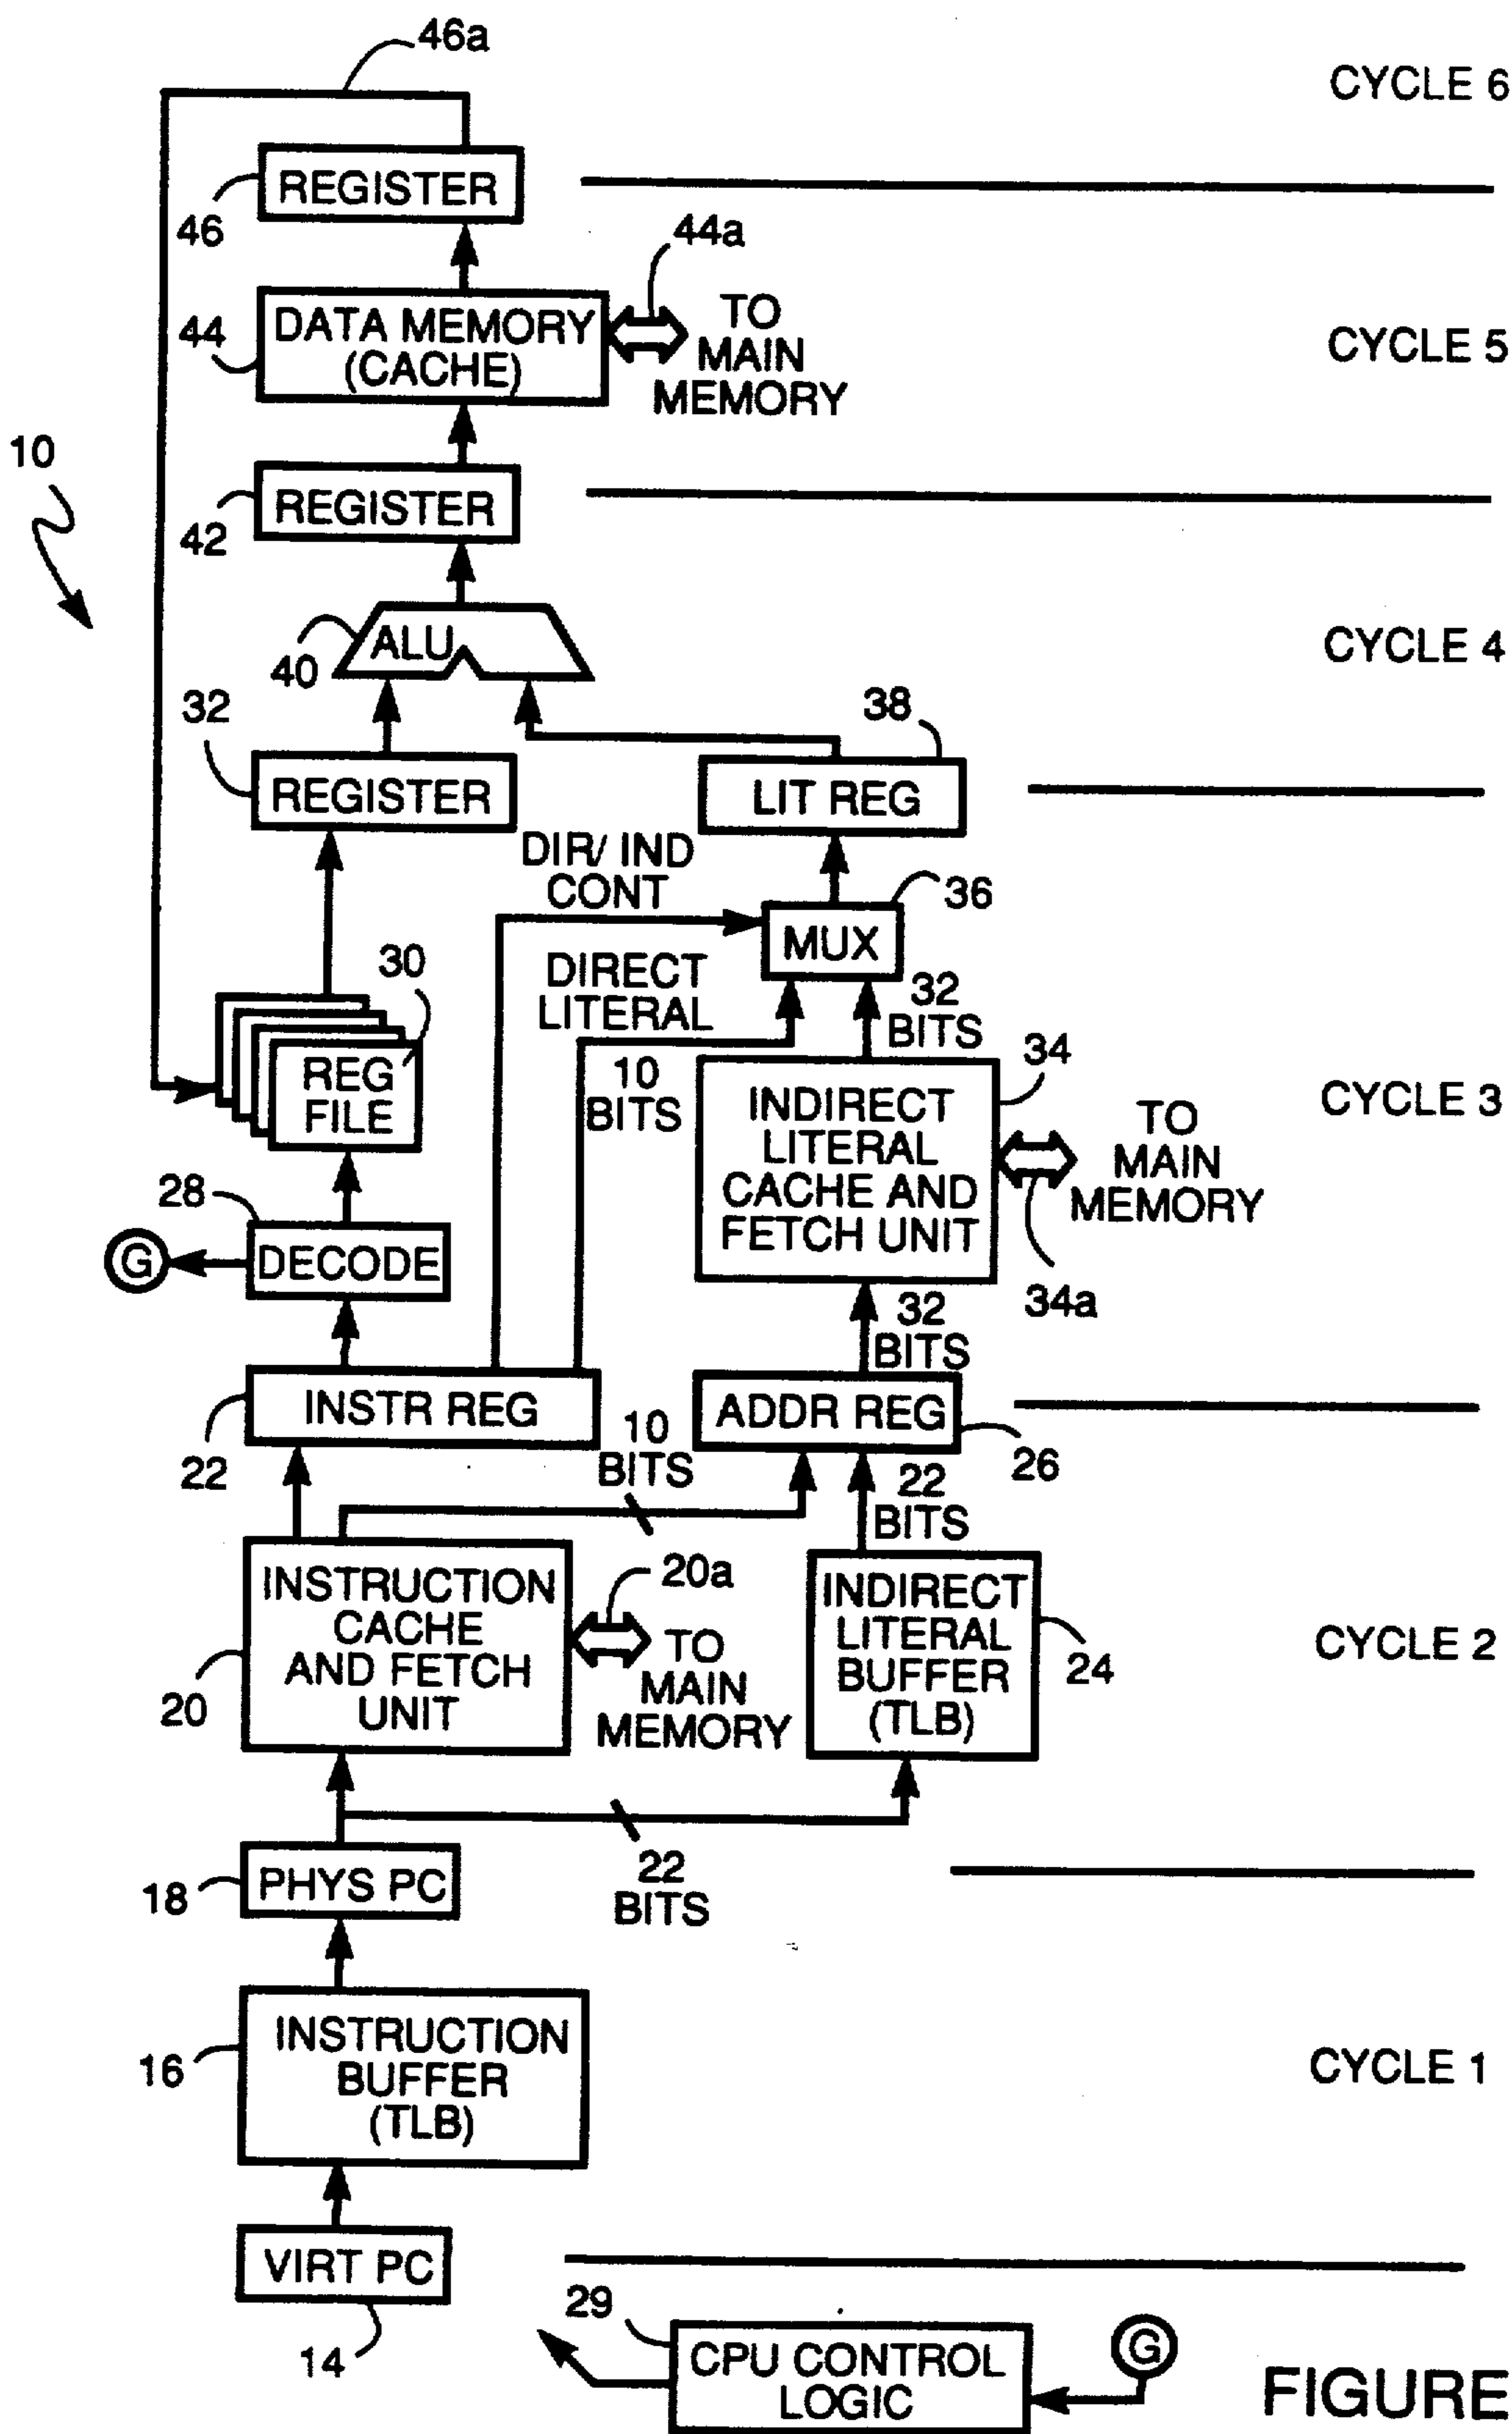 46a
CYCLE 6
REGISTER
46
44a
DATA MEMORY
(CACHE)
44
TO
MAIN
MEMORY
CYCLE 5
10
REGISTER
42
ALU
40
CYCLE 4
32
38
REGISTER
LIT REG
DIR/ IND
CONT
36
MUX
30
DIRECT
LITERAL
32
BITS
REG
FILE
10
BITS
34
INDIRECT
LITERAL
CACHE AND
FETCH UNIT
TO
MAIN
MEMORY
CYCLE 3
28
G
DECODE
34a
32
BITS
INSTR REG
ADDR REG
22
10
BITS
26
22
BITS
INSTRUCTION
CACHE
AND FETCH
UNIT
20
20a
TO
MAIN
MEMORY
INDIRECT
LITERAL
BUFFER
(TLB)
24
CYCLE 2
PHYS PC
18
22
BITS
INSTRUCTION
BUFFER
(TLB)
16
CYCLE 1
VIRT PC
14
29
CPU CONTROL
LOGIC
G
FIGURE